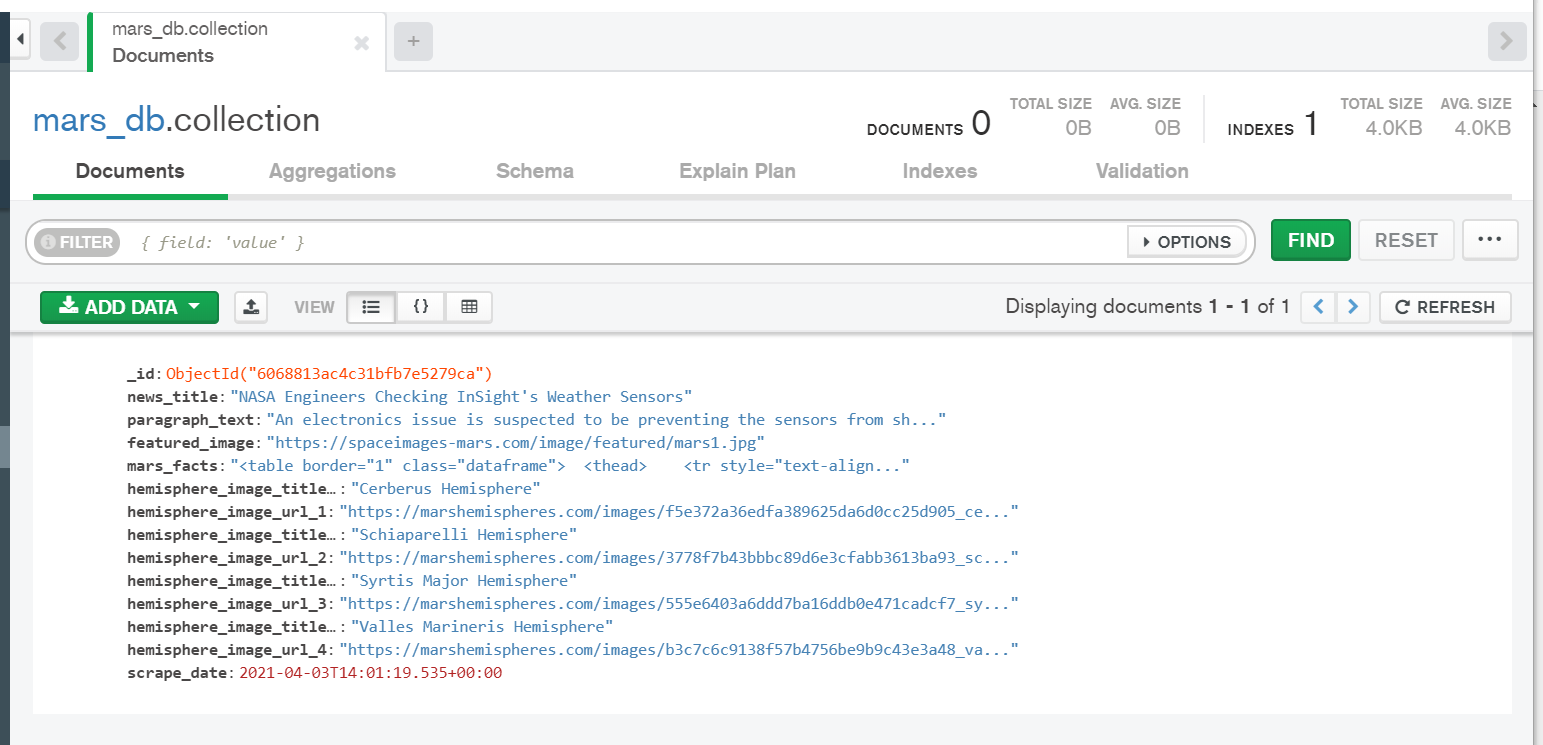 mars_db.collection
Documents
mars_db.collection
DOCUMENTS 0 TOTAL SIZE 0B AVG. SIZE 0B INDEXES 1 TOTAL SIZE 4.0KB AVG. SIZE 4.0KB
Documents Aggregations Schema Explain Plan Indexes Validation
FILTER { field: 'value' } OPTIONS FIND RESET ...
ADD DATA VIEW {} Displaying documents 1 - 1 of 1 REFRESH
_id: ObjectId("6068813ac4c31bfb7e5279ca")
news_title: "NASA Engineers Checking InSight's Weather Sensors"
paragraph_text: "An electronics issue is suspected to be preventing the sensors from sh..."
featured_image: "https://spaceimages-mars.com/image/featured/mars1.jpg"
mars_facts: "<table border="1" class="dataframe"> <thead> <tr style="text-align..."
hemisphere_image_title…: "Cerberus Hemisphere"
hemisphere_image_url_1: "https://marshemispheres.com/images/f5e372a36edfa389625da6d0cc25d905_ce..."
hemisphere_image_title…: "Schiaparelli Hemisphere"
hemisphere_image_url_2: "https://marshemispheres.com/images/3778f7b43bbbc89d6e3cfabb3613ba93_sc..."
hemisphere_image_title…: "Syrtis Major Hemisphere"
hemisphere_image_url_3: "https://marshemispheres.com/images/555e6403a6ddd7ba16ddb0e471cadcf7_sy..."
hemisphere_image_title…: "Valles Marineris Hemisphere"
hemisphere_image_url_4: "https://marshemispheres.com/images/b3c7c6c9138f57b4756be9b9c43e3a48_va..."
scrape_date: 2021-04-03T14:01:19.535+00:00